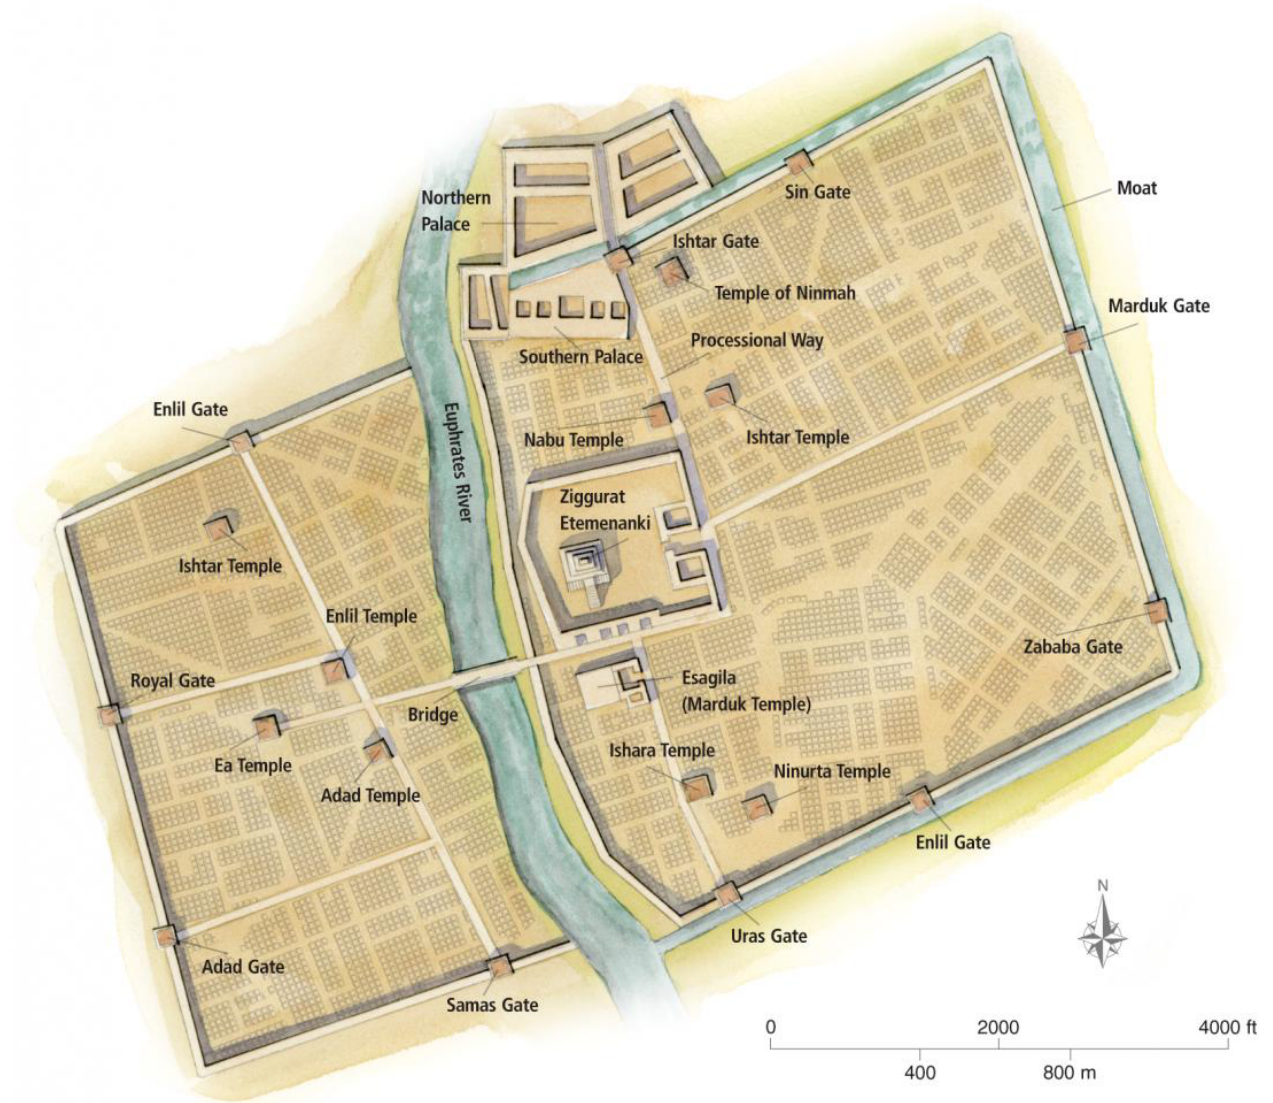 Northern
Palace
Sin Gate
Moat
Ishtar Gate
Temple of Ninmah
Marduk Gate
Processional Way
Southern Palace
Enlil Gate
Euphrates River
Nabu Temple
Ishtar Temple
Ziggurat
Etemenanki
Ishtar Temple
Enlil Temple
Zababa Gate
Royal Gate
Esagila
(Marduk Temple)
Bridge
Ishara Temple
Ea Temple
Ninurta Temple
Adad Temple
Enlil Gate
N
Uras Gate
Adad Gate
Samas Gate
0 2000 4000 ft
400 800 m